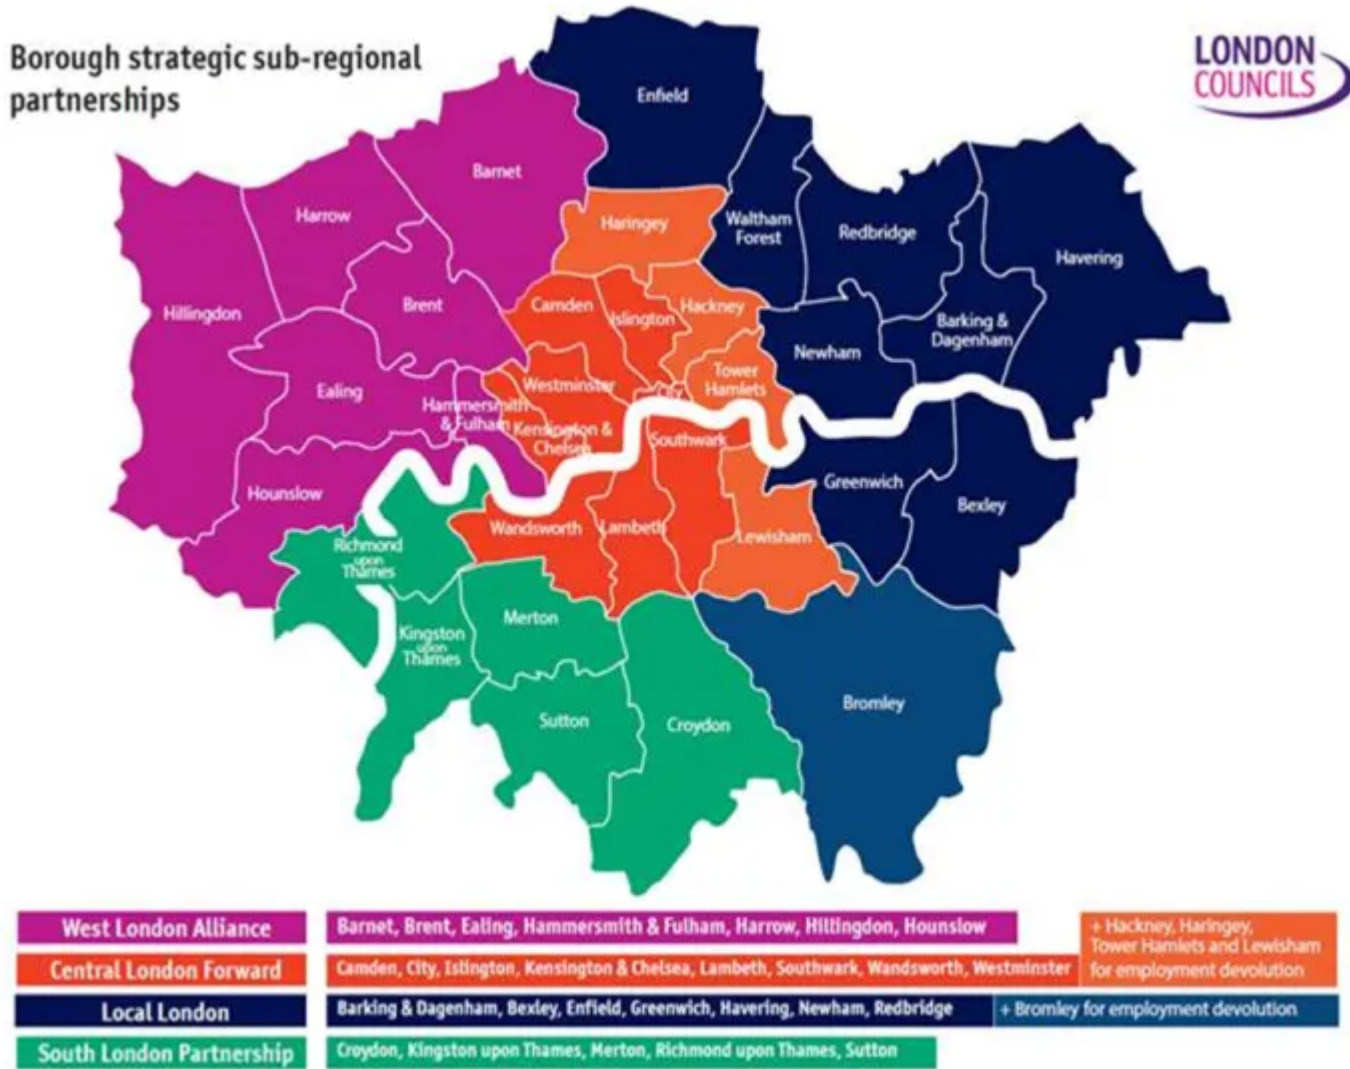 Borough strategic sub-regional
partnerships
LONDON
COUNCILS
Enfield
Barnet
Harrow
Haringey
Waltham
Forest
Redbridge
Havering
Hillingdon
Brent
Camden
Islington
Hackney
Barking &
Dagenham
Newham
Ealing
Westminster
Tower
Hamlets
City
Hammersmith
& Fulham
Kensington &
Chelsea
Southwark
Hounslow
Greenwich
Bexley
Wandsworth
Lambeth
Lewisham
Richmond
upon
Thames
Kingston
upon
Thames
Merton
Bromley
Sutton
Croydon
West London Alliance
Barnet, Brent, Ealing, Hammersmith & Fulham, Harrow, Hillingdon, Hounslow
+ Hackney, Haringey,
Tower Hamlets and Lewisham
for employment devolution
Central London Forward
Camden, City, Islington, Kensington & Chelsea, Lambeth, Southwark, Wandsworth, Westminster
Local London
Barking & Dagenham, Bexley, Enfield, Greenwich, Havering, Newham, Redbridge
+ Bromley for employment devolution
South London Partnership
Croydon, Kingston upon Thames, Merton, Richmond upon Thames, Sutton